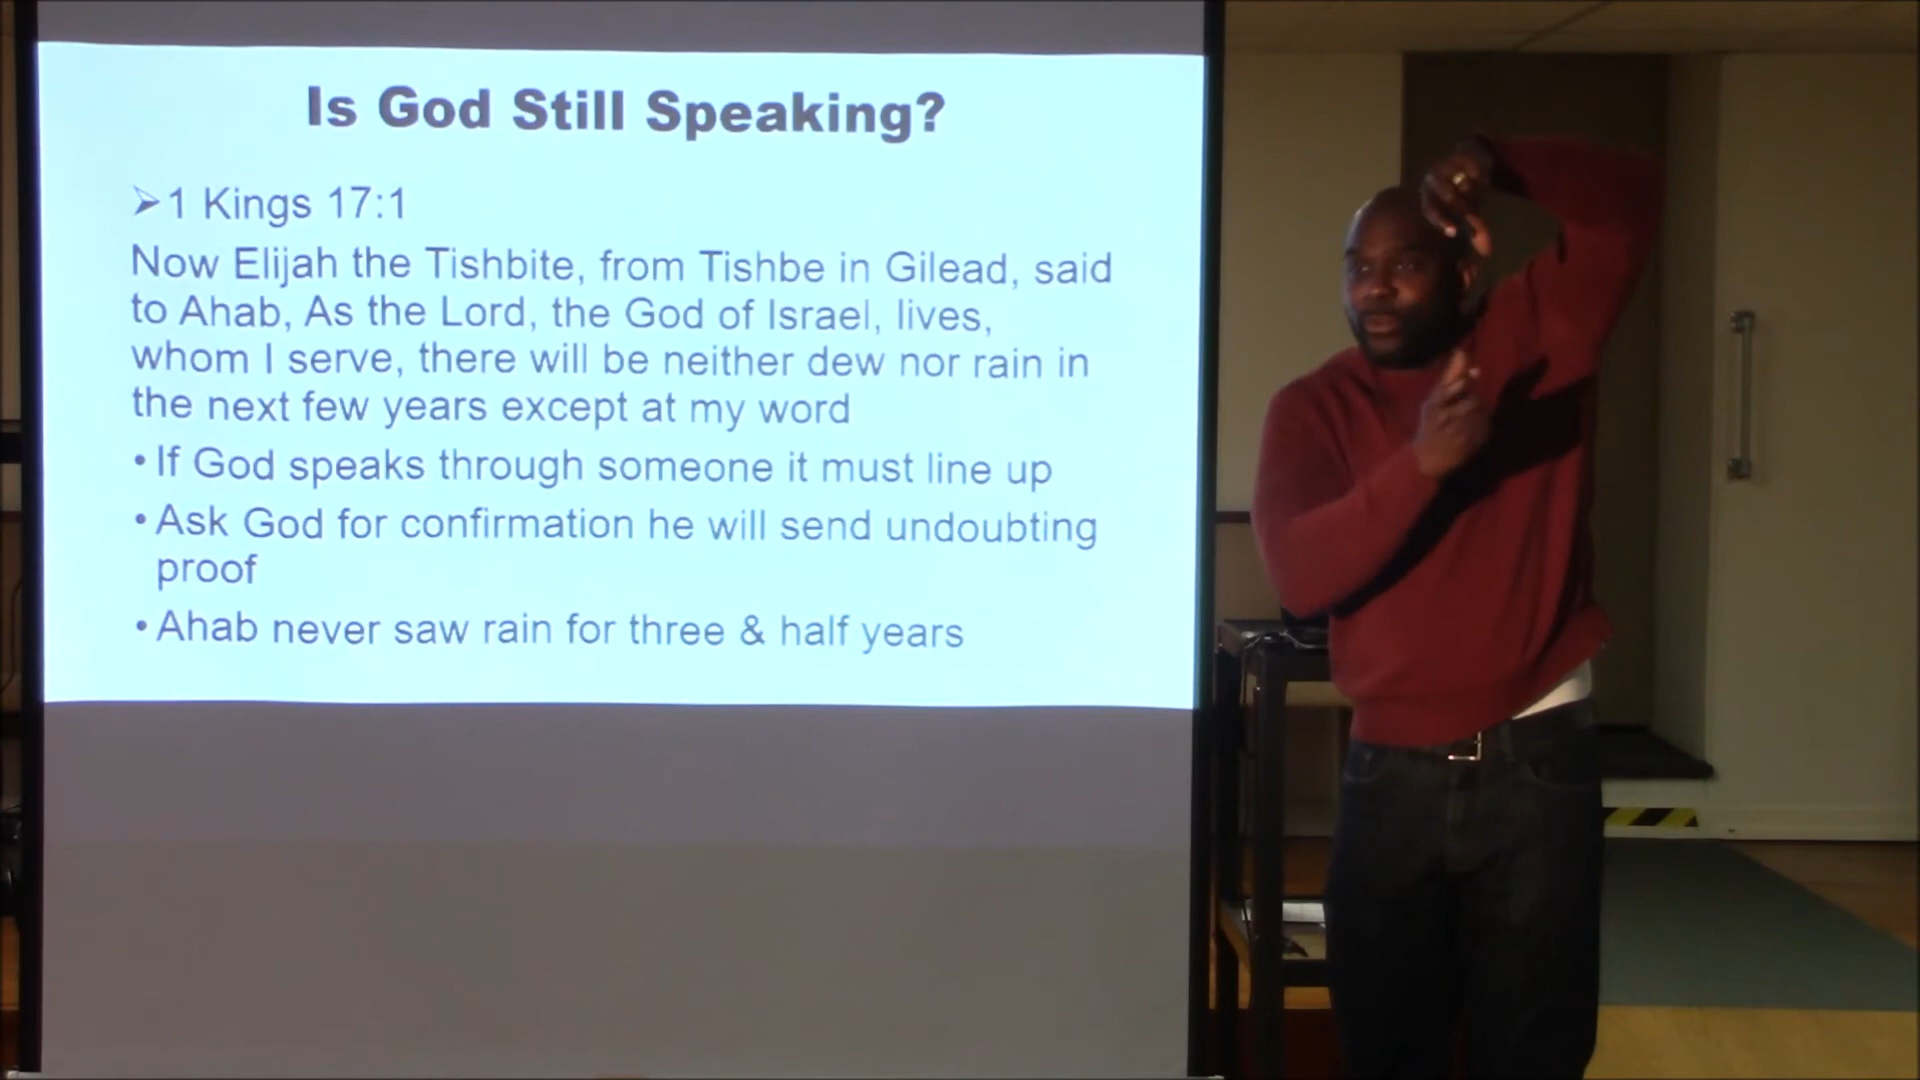 Is God Still Speaking?
➢1 Kings 17:1
Now Elijah the Tishbite, from Tishbe in Gilead, said
to Ahab, As the Lord, the God of Israel, lives,
whom I serve, there will be neither dew nor rain in
the next few years except at my word
•If God speaks through someone it must line up
•Ask God for confirmation he will send undoubting
proof
•Ahab never saw rain for three & half years